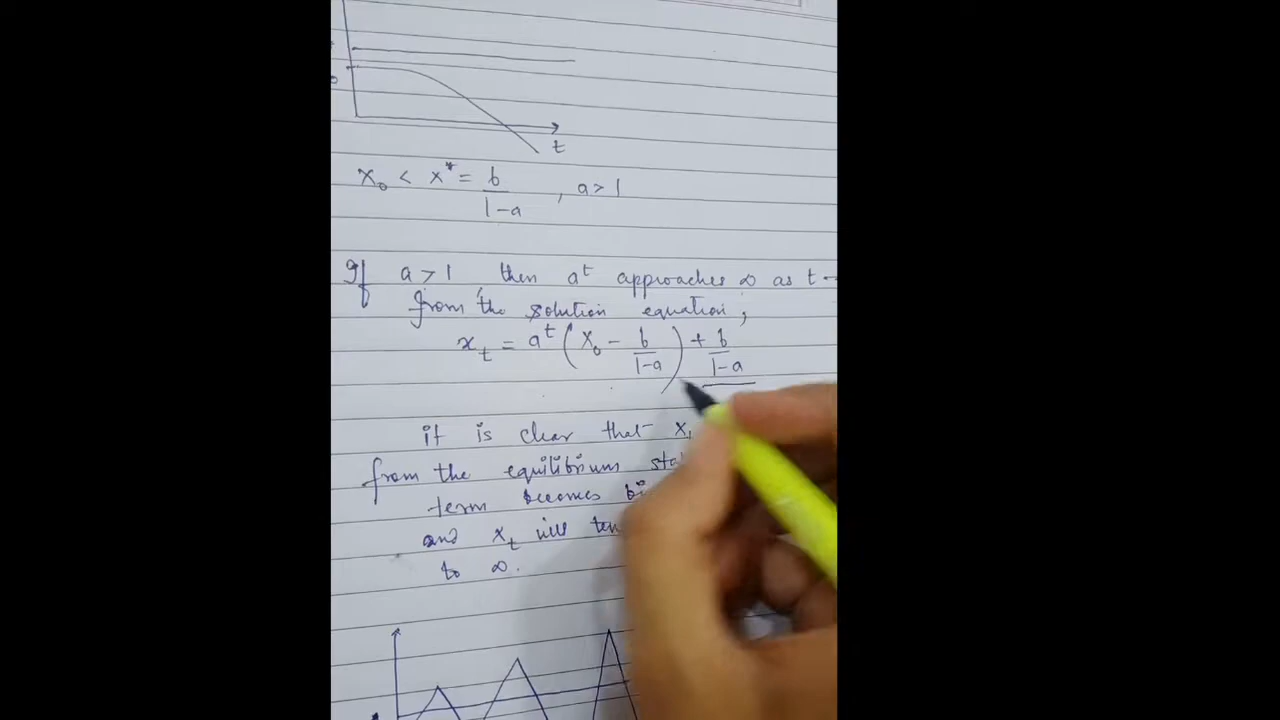 t
x₀ < x* = b/(1-a) , a > 1
If a > 1 then aᵗ approaches ∞ as t →
from the solution equation,
xₜ = aᵗ (x₀ - b/(1-a)) + b/(1-a)
it is clear that x
from the equilibrium
term becomes
and xₜ will
to ∞.